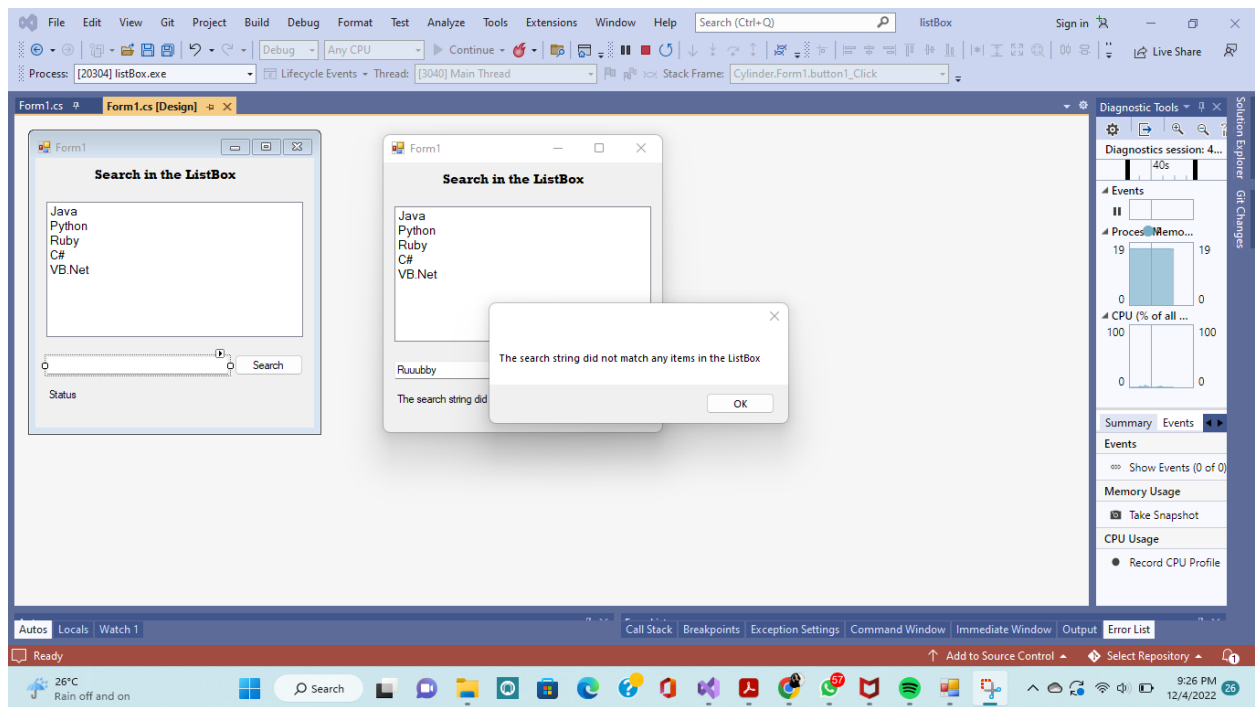 File Edit View Git Project Build Debug Format Test Analyze Tools Extensions Window Help Search (Ctrl+Q) listBox Sign in
Debug Any CPU Continue Live Share
Process: [20304] listBox.exe Lifecycle Events Thread: [3040] Main Thread Stack Frame: Cylinder.Form1.button1_Click
Form1.cs Form1.cs [Design]
Form1
Search in the ListBox
Java
Python
Ruby
C#
VB.Net
Search
Status
Form1
Search in the ListBox
Java
Python
Ruby
C#
VB.Net
Ruuubby
The search string did
The search string did not match any items in the ListBox
OK
Diagnostic Tools
Diagnostics session: 4...
40s
Events
Proces Memo...
19 19
0 0
CPU (% of all ...
100 100
0 0
Summary Events
Events
Show Events (0 of 0)
Memory Usage
Take Snapshot
CPU Usage
Record CPU Profile
Solution Explorer
Git Changes
Autos Locals Watch 1
Call Stack Breakpoints Exception Settings Command Window Immediate Window Output Error List
Ready Add to Source Control Select Repository 1
26°C
Rain off and on
Search
57
9:26 PM
12/4/2022
26